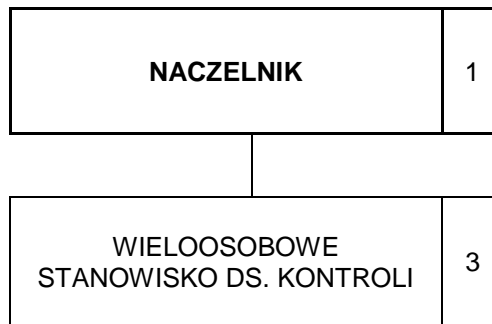 NACZELNIK 1
WIELOOSOBOWE
STANOWISKO DS. KONTROLI 3